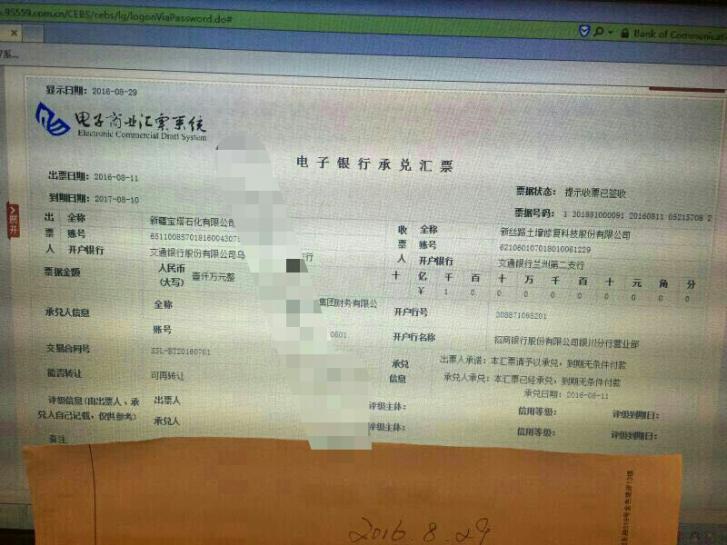 .95559.com.cn/CEBS/cebs/lg/logonViaPassword.do#
Bank of Communicati
显示日期: 2016-08-29
电子商业汇票系统
Electronic Commercial Draft System
电子银行承兑汇票
出票日期: 2016-08-11
票据状态: 提示收票已签收
到期日期: 2017-08-10
票据号码:
展开
出票人 全称 新疆宝塔石化有限公司
收票人 全称 新丝路土壤修复科技股份有限公司
账号
账号 621060107018010061229
开户银行 交通银行股份有限公司乌 行
开户银行 交通银行兰州第二支行
票据金额 人民币(大写) 壹仟万元整
十 亿 千 百 十 万 千 百 十 元 角 分
¥ 1 0 0 0 0 0 0 0 0 0
承兑人信息 全称 集团财务有限公
开户行号
账号 0601
开户行名称 招商银行股份有限公司银川分行营业部
交易合同号
承兑信息 出票人承诺: 本汇票请予以承兑, 到期无条件付款
能否转让 可再转让
承兑人承兑: 本汇票已经承兑, 到期无条件付款
承兑日期: 2016-08-11
评级信息(由出票人、承兑人自己记载, 仅供参考)
出票人 评级主体: 信用等级: 评级到期日:
承兑人 评级主体: 信用等级: 评级到期日:
备注
2016.8.29